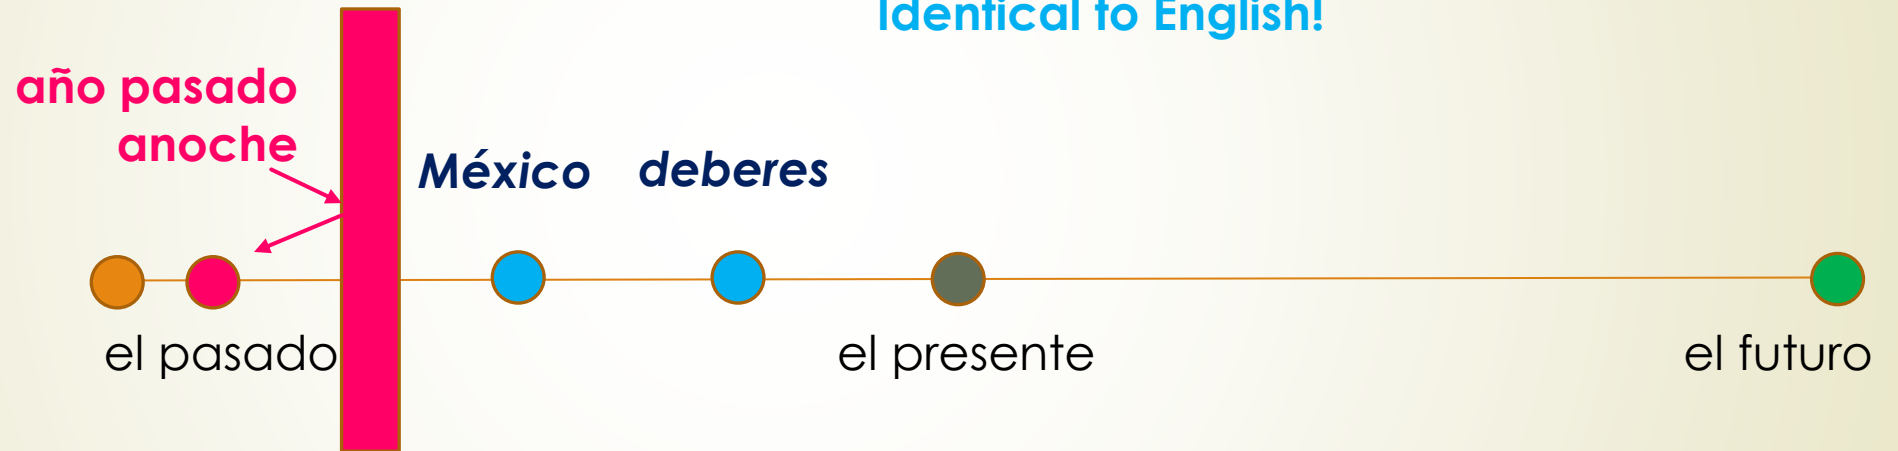 Identical to English!
año pasado
anoche
México deberes
el pasado
el presente
el futuro